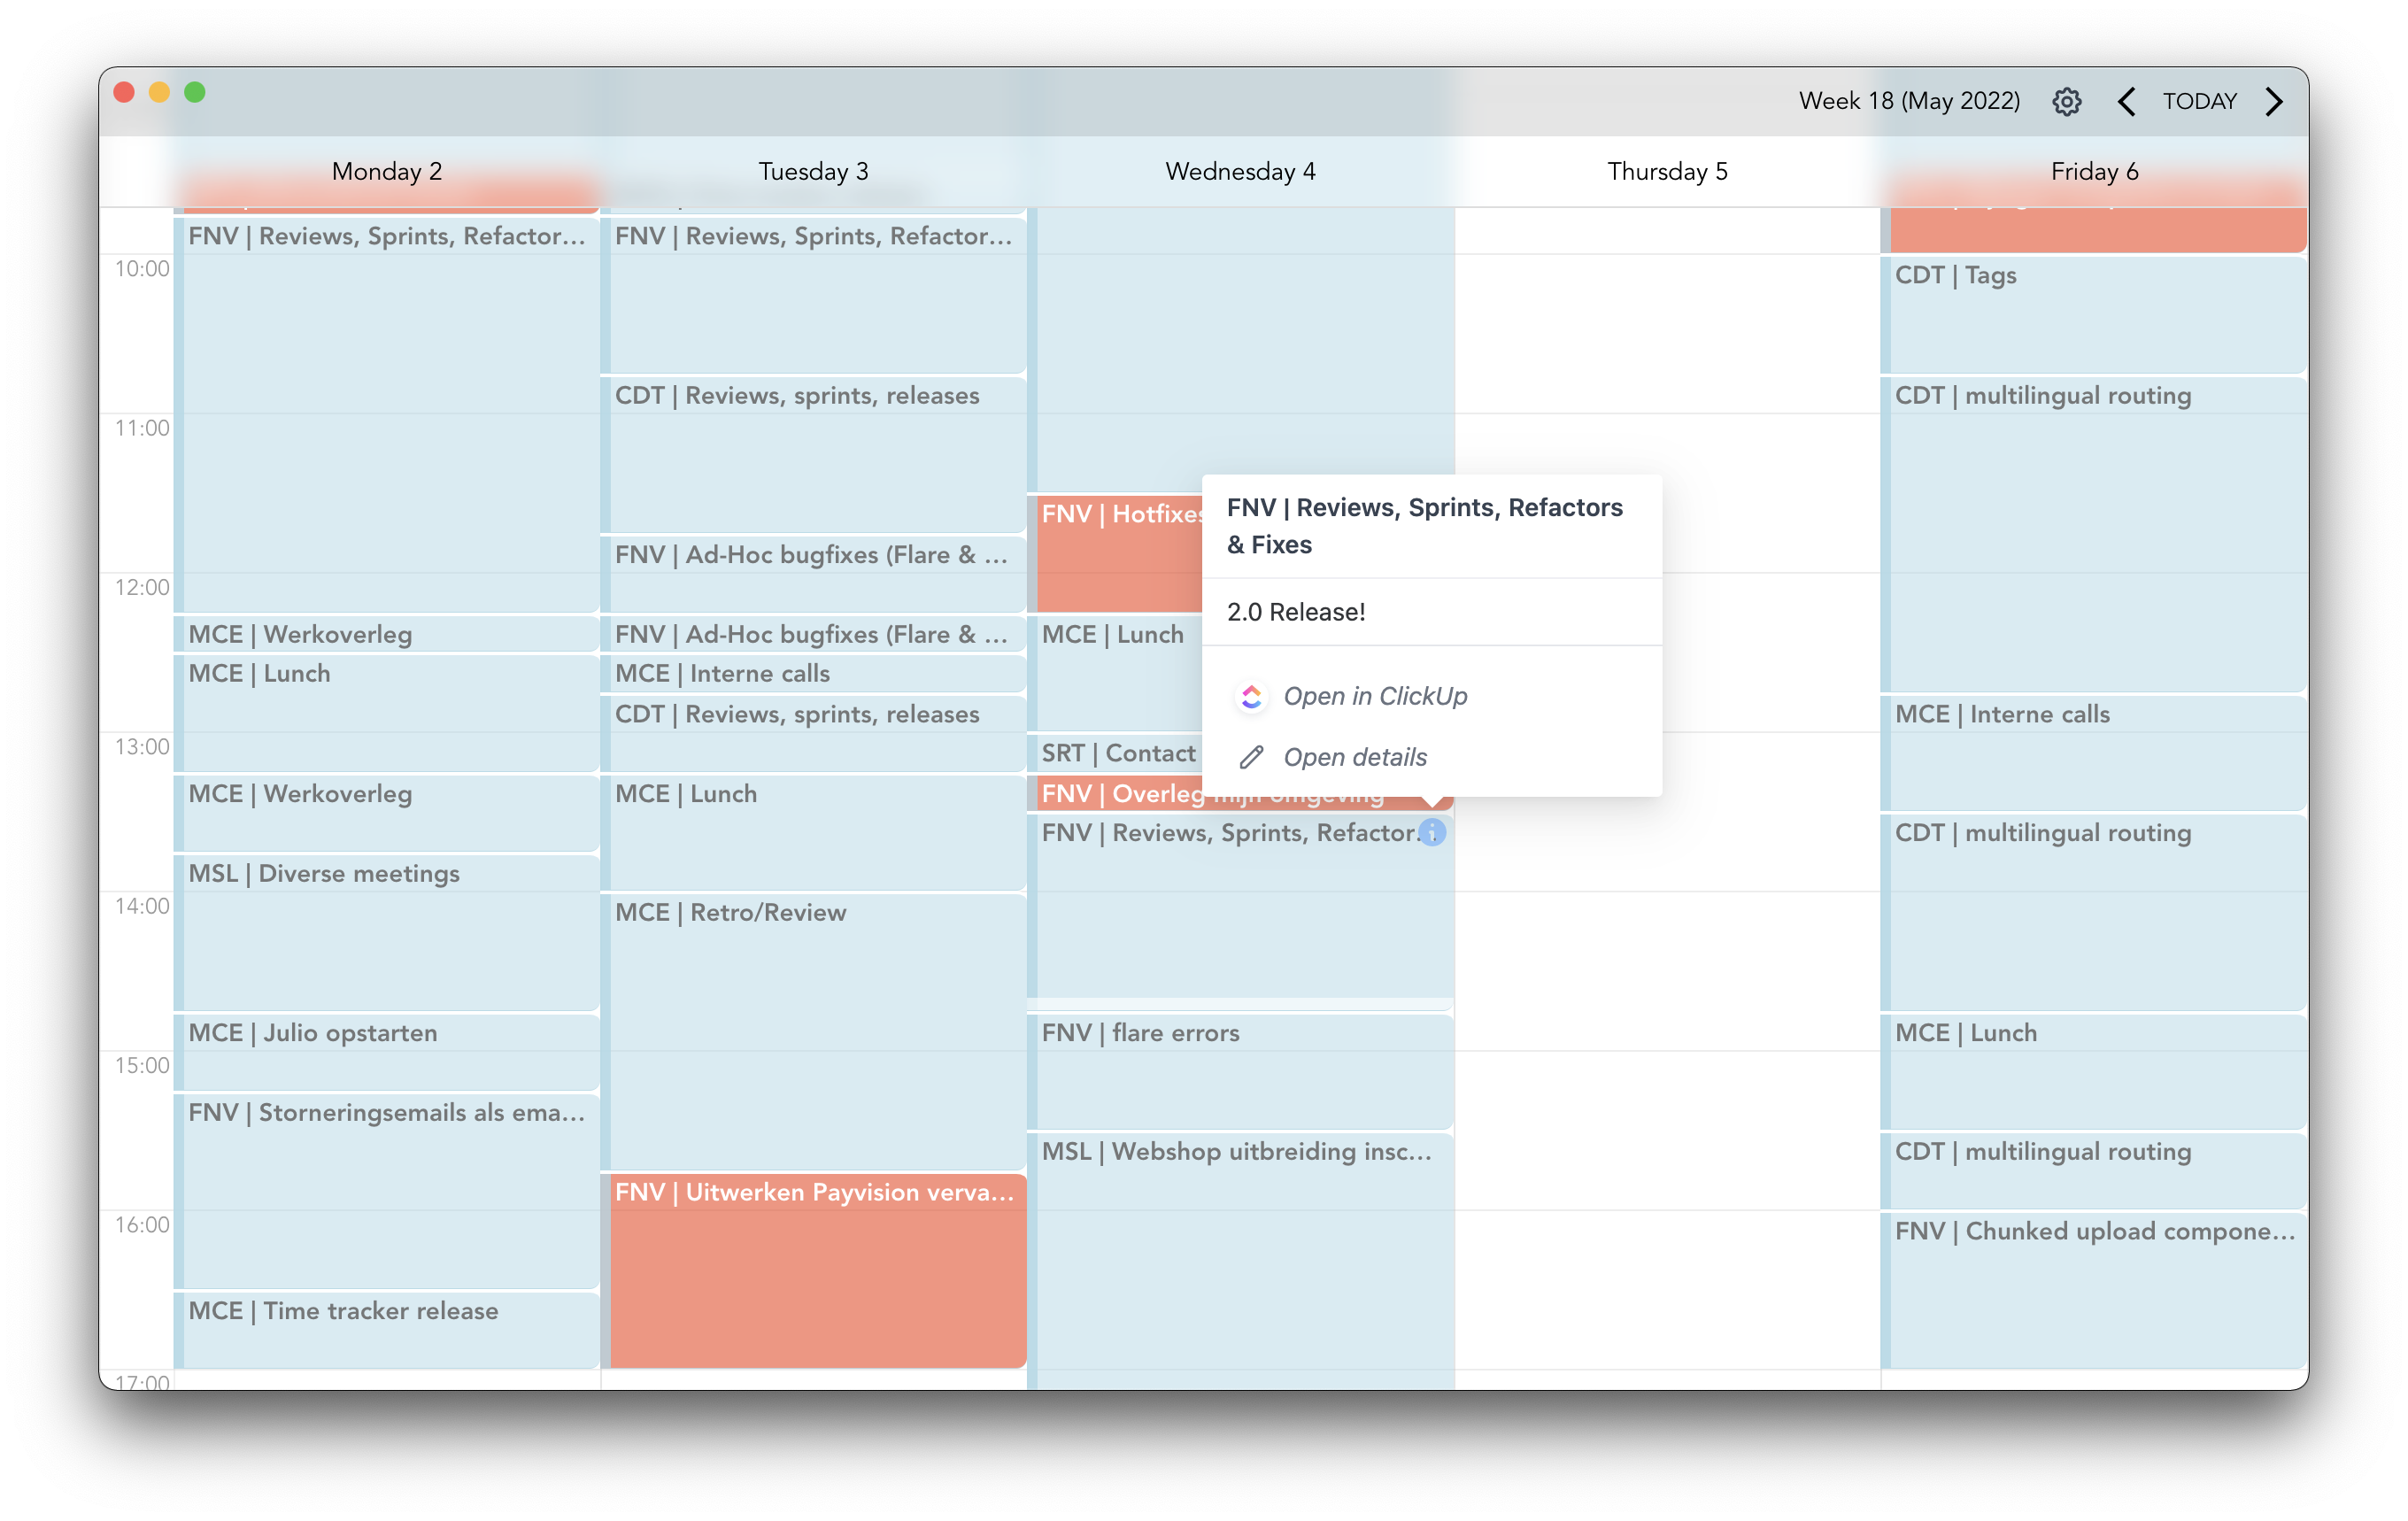 Week 18 (May 2022)
TODAY
Monday 2
Tuesday 3
Wednesday 4
Thursday 5
Friday 6
10:00
11:00
12:00
13:00
14:00
15:00
16:00
17:00
FNV | Reviews, Sprints, Refactor...
MCE | Werkoverleg
MCE | Lunch
MCE | Werkoverleg
MSL | Diverse meetings
MCE | Julio opstarten
FNV | Storneringsemails als ema...
MCE | Time tracker release
FNV | Reviews, Sprints, Refactor...
CDT | Reviews, sprints, releases
FNV | Ad-Hoc bugfixes (Flare & ...
FNV | Ad-Hoc bugfixes (Flare & ...
MCE | Interne calls
CDT | Reviews, sprints, releases
MCE | Lunch
MCE | Retro/Review
FNV | Uitwerken Payvision verva...
FNV | Hotfixes
MCE | Lunch
SRT | Contact
FNV | Overleg mijn omgeving
FNV | Reviews, Sprints, Refactor...
FNV | flare errors
MSL | Webshop uitbreiding insc...
FNV | Reviews, Sprints, Refactors
& Fixes
2.0 Release!
Open in ClickUp
Open details
CDT | Tags
CDT | multilingual routing
MCE | Interne calls
CDT | multilingual routing
MCE | Lunch
CDT | multilingual routing
FNV | Chunked upload compone...